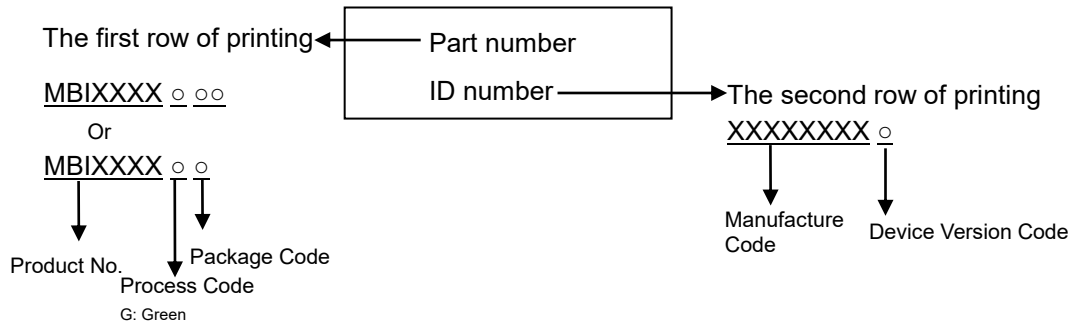 The first row of printing
Part number
ID number
The second row of printing
MBIXXXX ○ ○○
Or
MBIXXXX ○ ○
XXXXXXXX ○
Product No.
Process Code
G: Green
Package Code
Manufacture
Code
Device Version Code